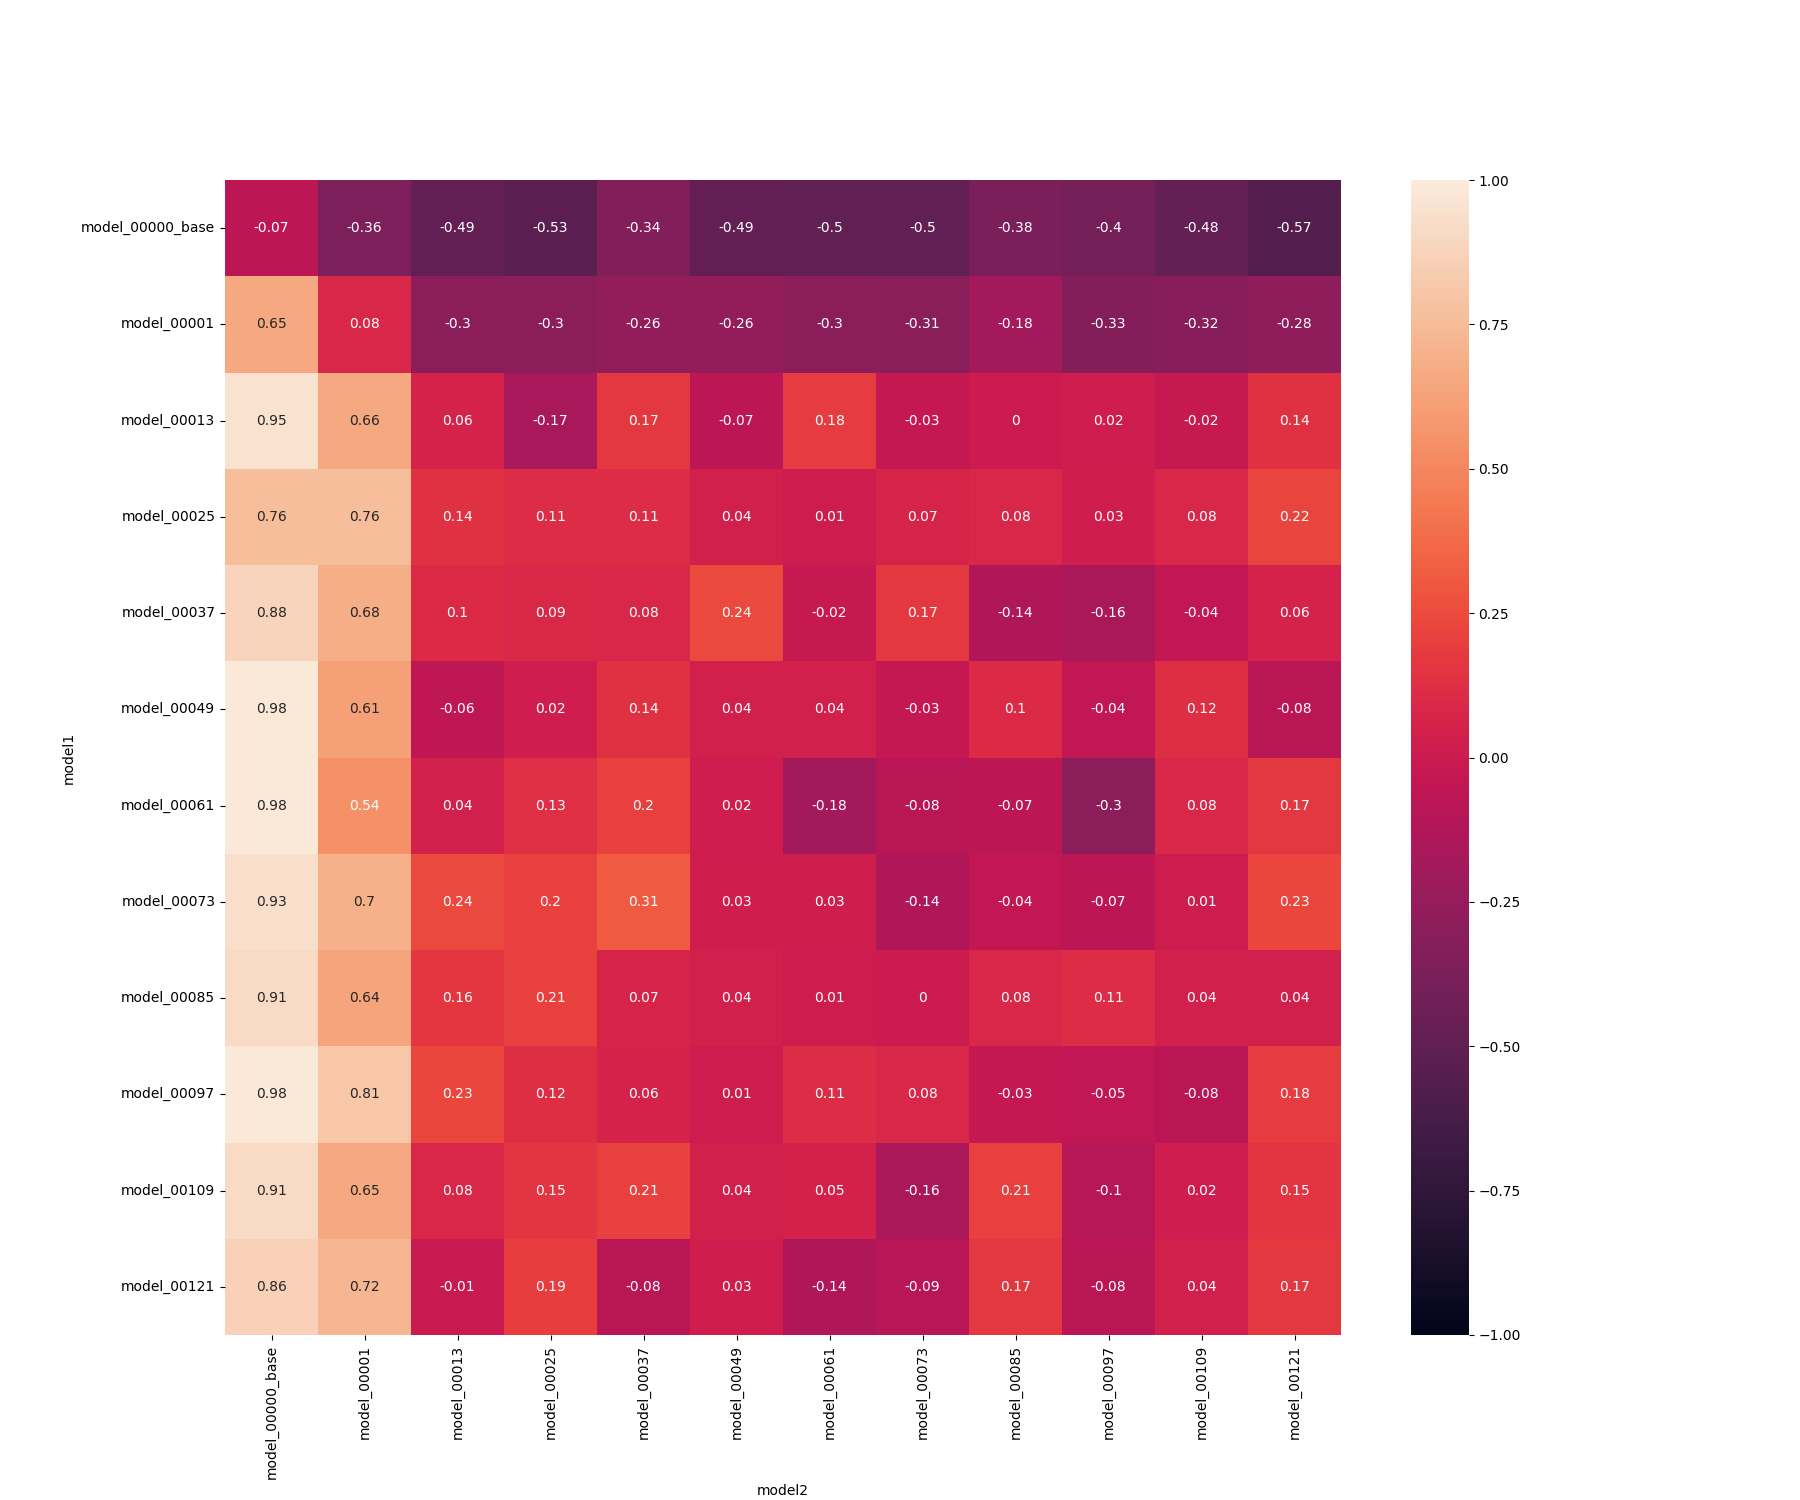 model_00000_base -0.07 -0.36 -0.49 -0.53 -0.34 -0.49 -0.5 -0.5 -0.38 -0.4 -0.48 -0.57
model_00001 0.65 0.08 -0.3 -0.3 -0.26 -0.26 -0.3 -0.31 -0.18 -0.33 -0.32 -0.28
model_00013 0.95 0.66 0.06 -0.17 0.17 -0.07 0.18 -0.03 0 0.02 -0.02 0.14
model_00025 0.76 0.76 0.14 0.11 0.11 0.04 0.01 0.07 0.08 0.03 0.08 0.22
model_00037 0.88 0.68 0.1 0.09 0.08 0.24 -0.02 0.17 -0.14 -0.16 -0.04 0.06
model_00049 0.98 0.61 -0.06 0.02 0.14 0.04 0.04 -0.03 0.1 -0.04 0.12 -0.08
model_00061 0.98 0.54 0.04 0.13 0.2 0.02 -0.18 -0.08 -0.07 -0.3 0.08 0.17
model_00073 0.93 0.7 0.24 0.2 0.31 0.03 0.03 -0.14 -0.04 -0.07 0.01 0.23
model_00085 0.91 0.64 0.16 0.21 0.07 0.04 0.01 0 0.08 0.11 0.04 0.04
model_00097 0.98 0.81 0.23 0.12 0.06 0.01 0.11 0.08 -0.03 -0.05 -0.08 0.18
model_00109 0.91 0.65 0.08 0.15 0.21 0.04 0.05 -0.16 0.21 -0.1 0.02 0.15
model_00121 0.86 0.72 -0.01 0.19 -0.08 0.03 -0.14 -0.09 0.17 -0.08 0.04 0.17
model1
model_00000_base
model_00001
model_00013
model_00025
model_00037
model_00049
model_00061
model_00073
model_00085
model_00097
model_00109
model_00121
model2
1.00
0.75
0.50
0.25
0.00
−0.25
−0.50
−0.75
−1.00